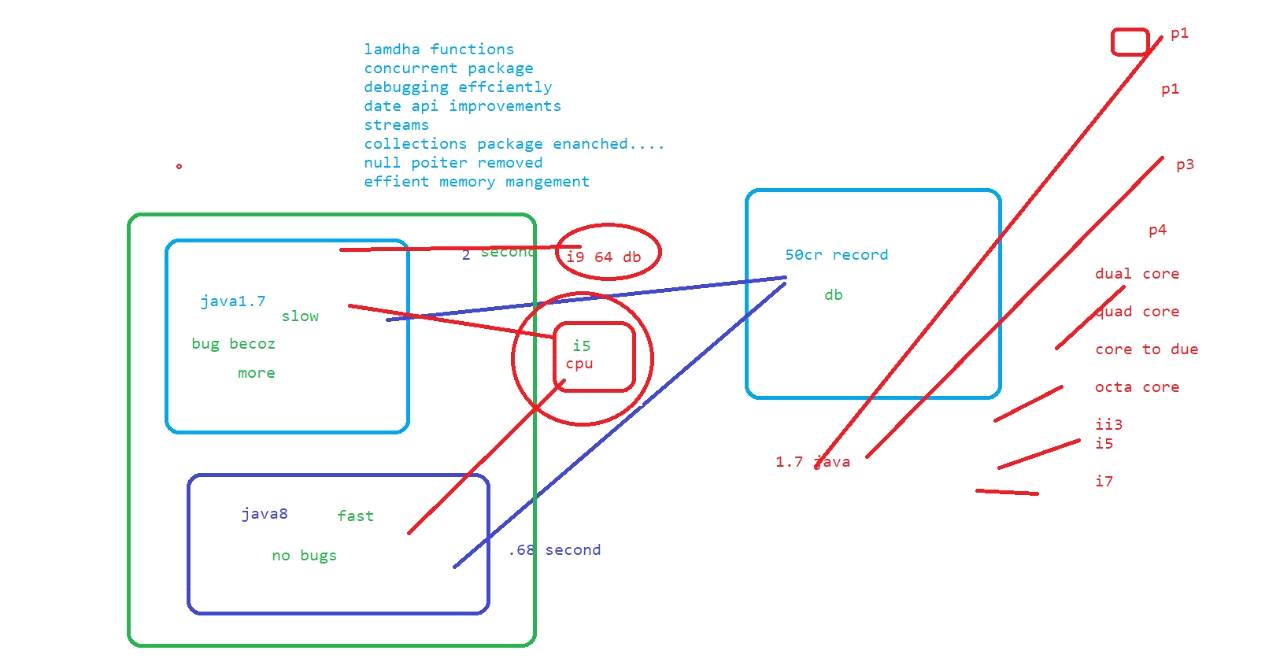 lamdha functions
concurrent package
debugging effciently
date api improvements
streams
collections package enanched....
null poiter removed
effient memory mangement
p1
p1
p3
p4
dual core
quad core
core to due
octa core
ii3
i5
i7
2 second
i9 64 db
java1.7
slow
bug becoz
more
i5
cpu
50cr record
db
1.7 java
java8
fast
no bugs
.68 second